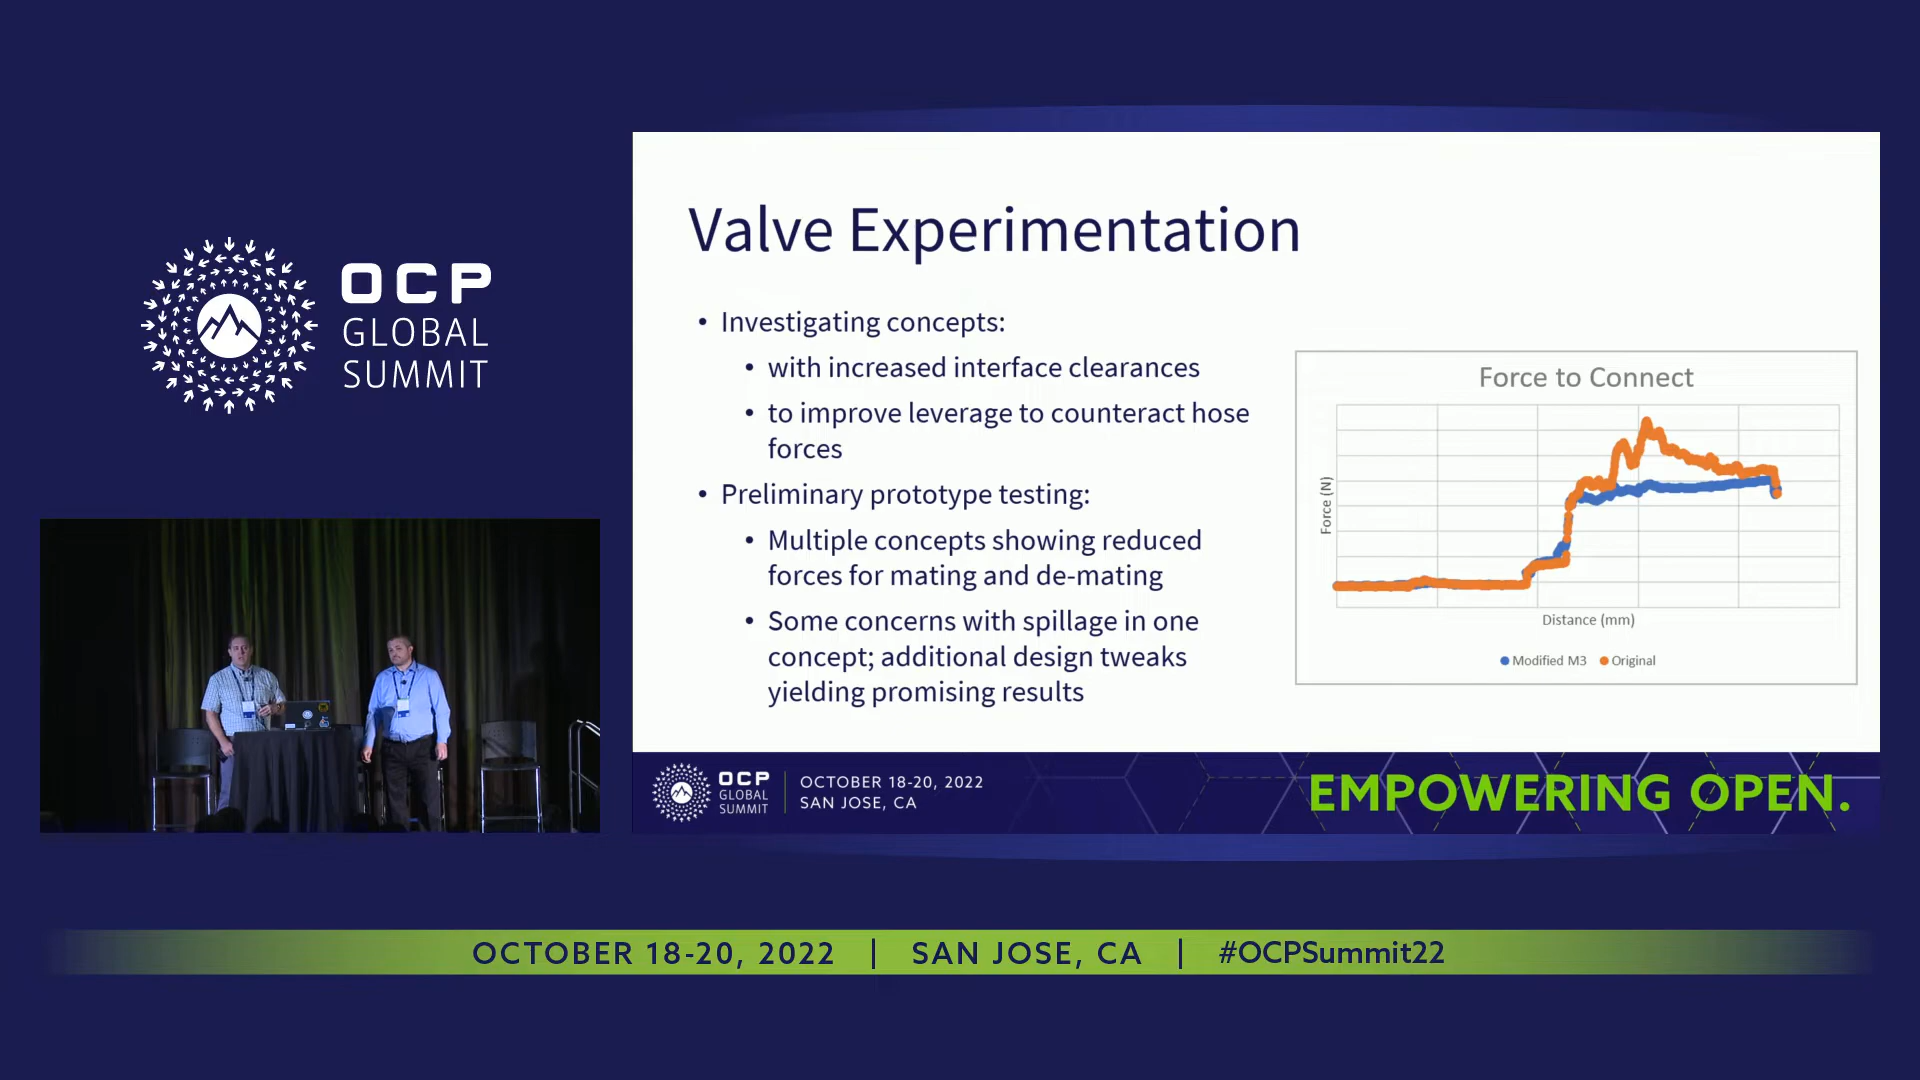 OCP
GLOBAL
SUMMIT
Valve Experimentation
• Investigating concepts:
• with increased interface clearances
• to improve leverage to counteract hose
forces
• Preliminary prototype testing:
• Multiple concepts showing reduced
forces for mating and de-mating
• Some concerns with spillage in one
concept; additional design tweaks
yielding promising results
Force to Connect
Force (N)
Distance (mm)
Modified M3 Original
OCP
GLOBAL
SUMMIT
OCTOBER 18-20, 2022
SAN JOSE, CA
EMPOWERING OPEN.
OCTOBER 18-20, 2022 | SAN JOSE, CA | #OCPSummit22